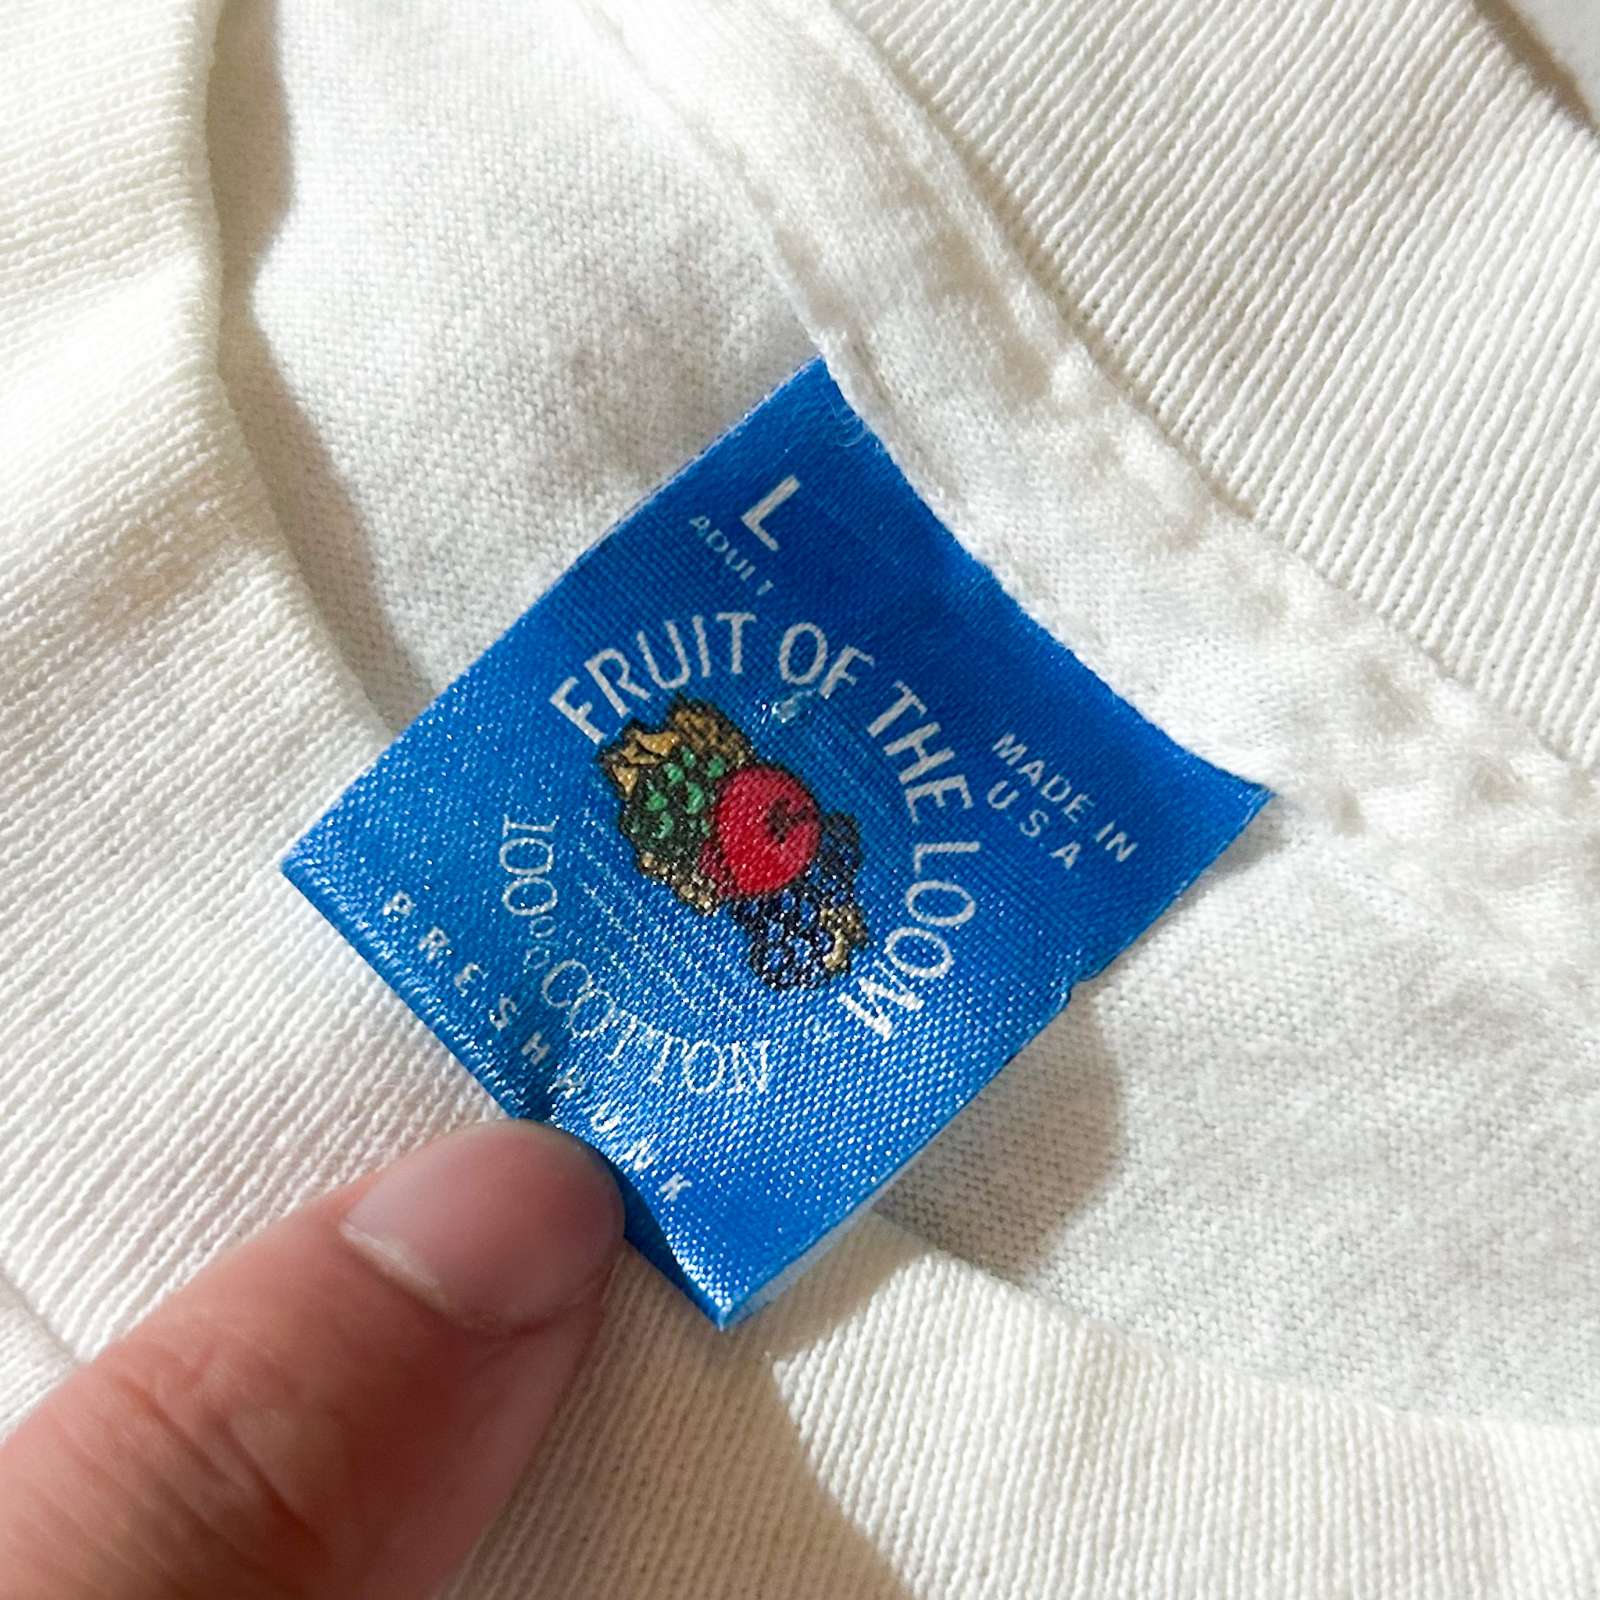 L
ADULT
FRUIT OF THE LOOM
MADE IN
U.S.A
100% COTTON
PRESHRUNK